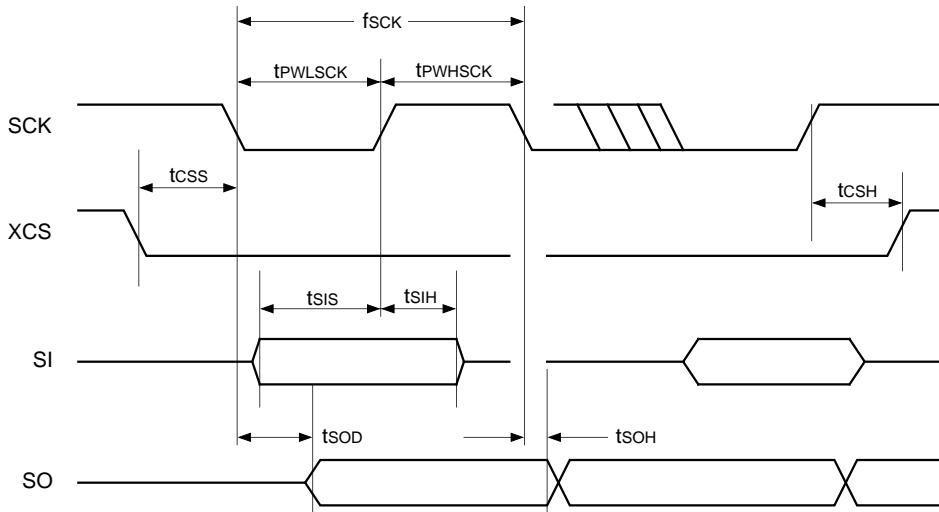 fSCK
tPWLSCK
tPWHSCK
SCK
tCSS
tCSH
XCS
tSIS
tSIH
SI
tSOD
tSOH
SO